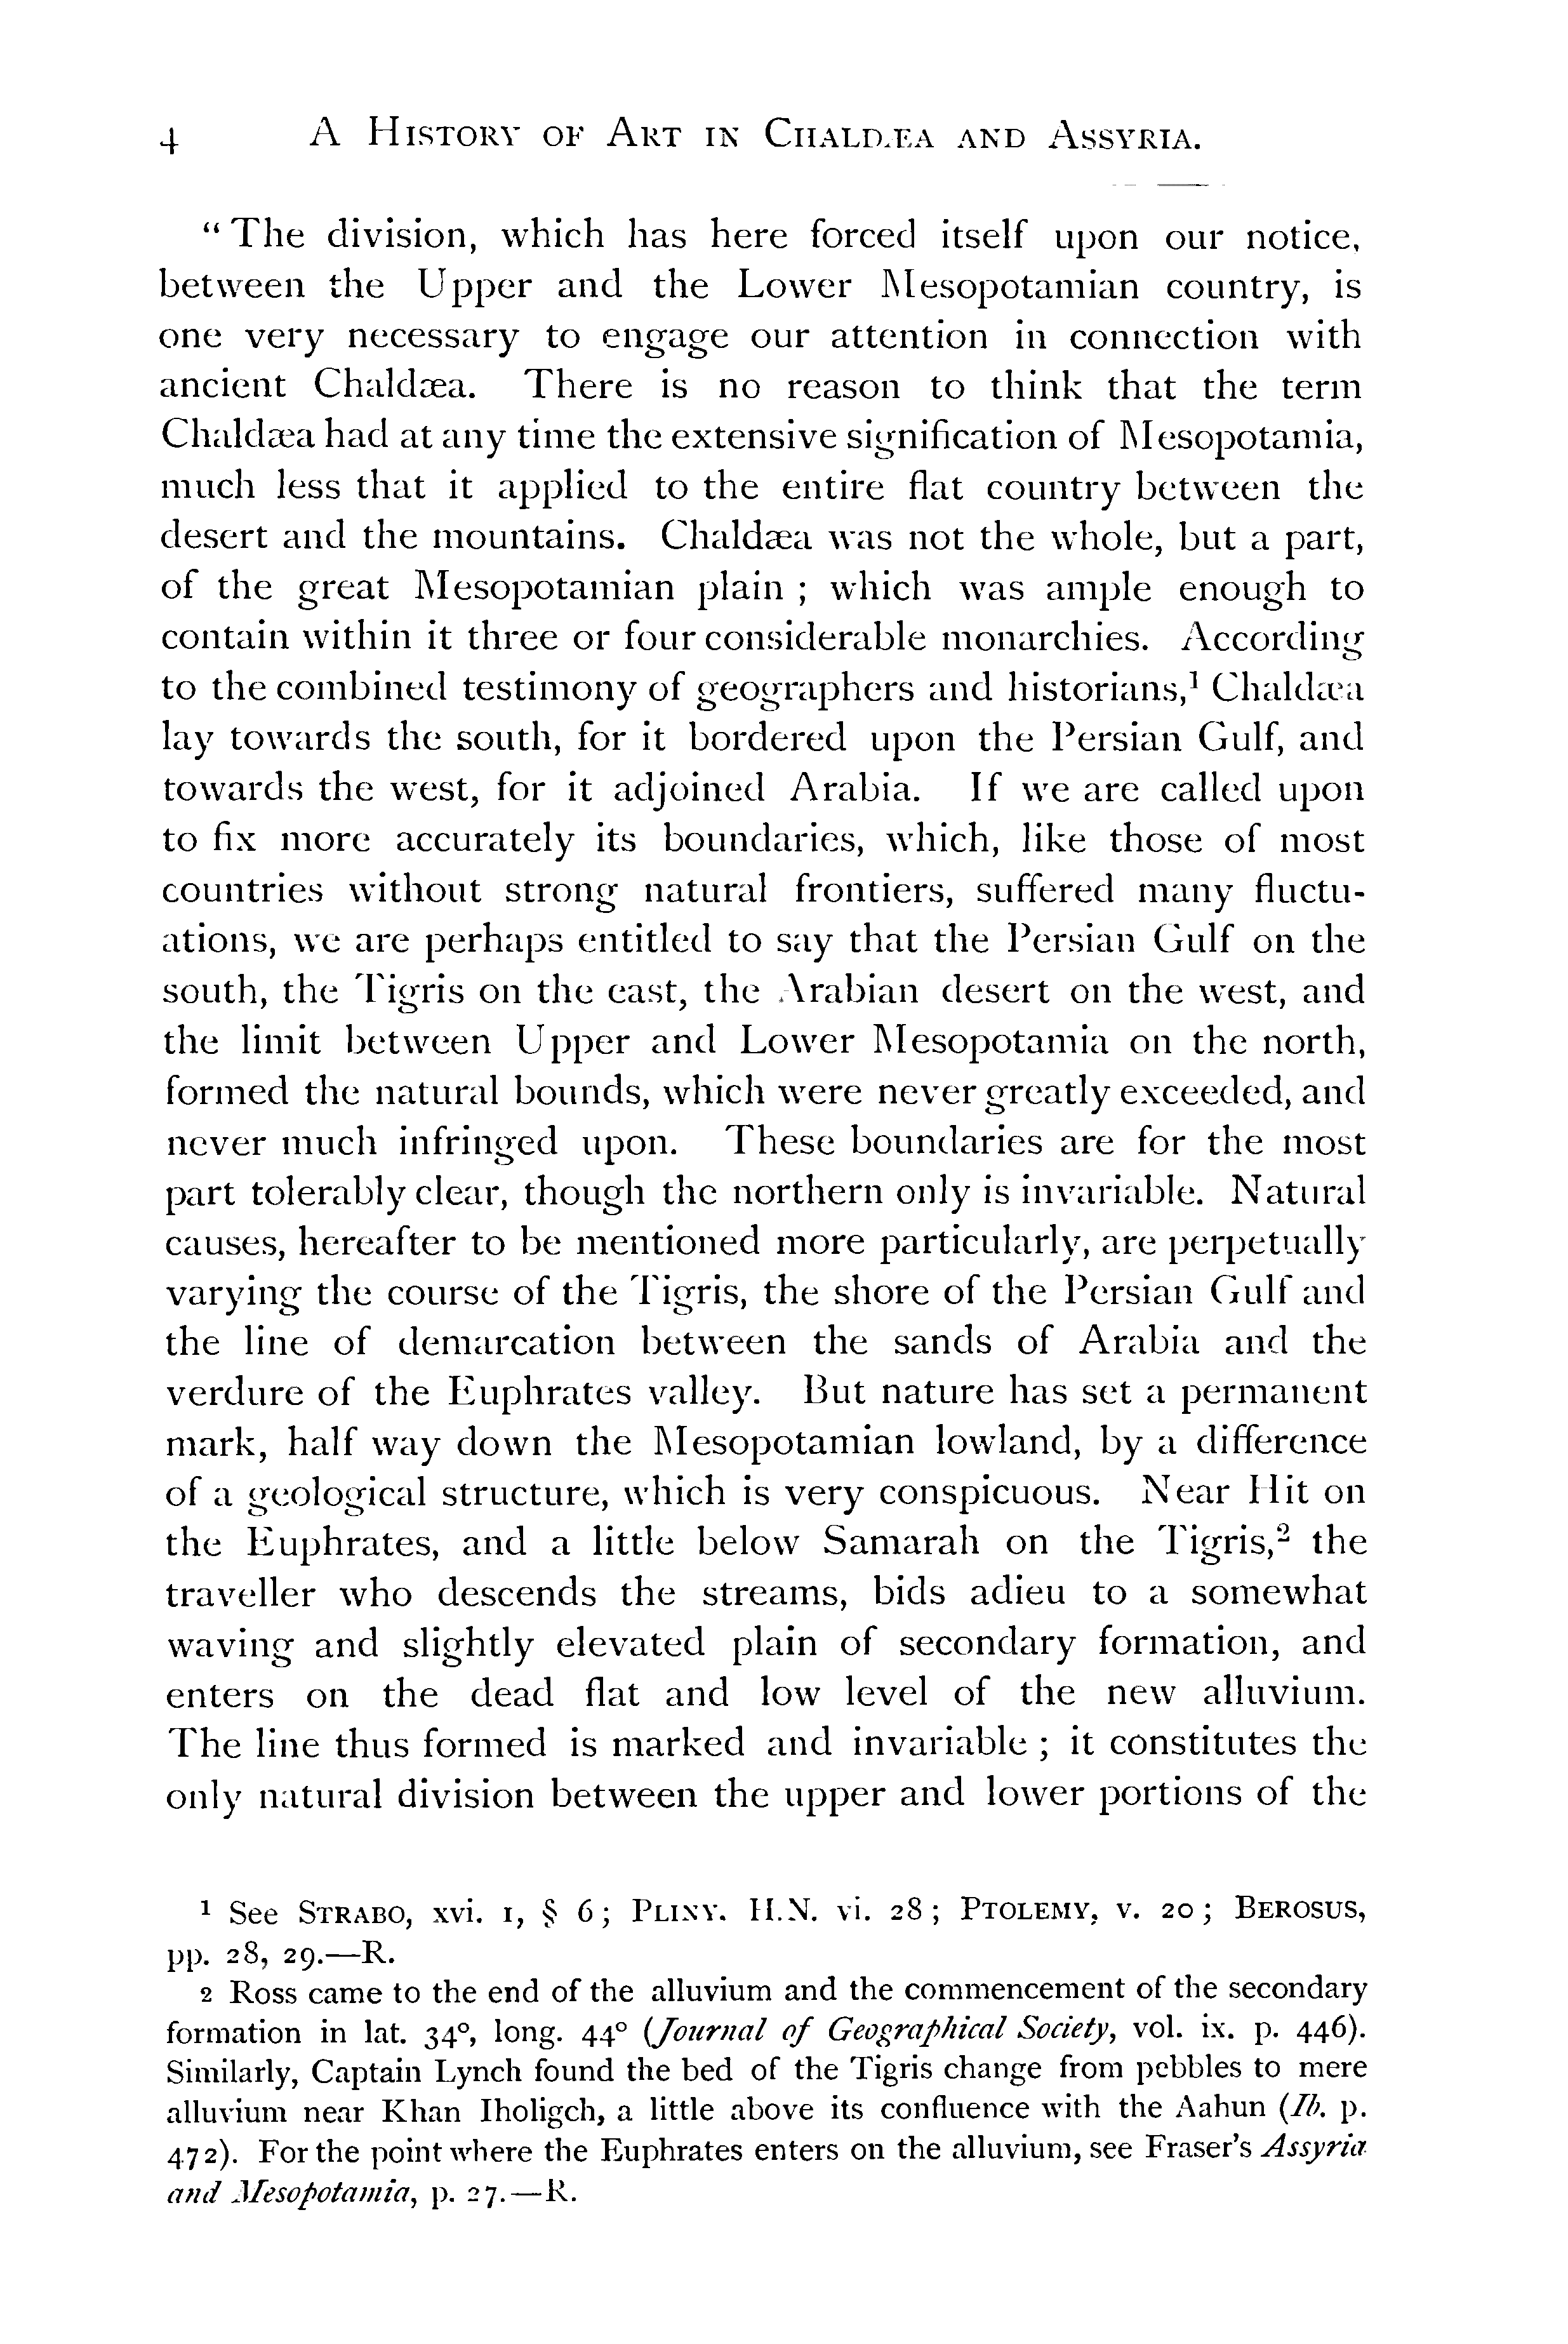 4 A History of Art in Chaldæa and Assyria.
“ The division, which has here forced itself upon our notice,
between the Upper and the Lower Mesopotamian country, is
one very necessary to engage our attention in connection with
ancient Chaldæa. There is no reason to think that the term
Chaldæa had at any time the extensive signification of Mesopotamia,
much less that it applied to the entire flat country between the
desert and the mountains. Chaldæa was not the whole, but a part,
of the great Mesopotamian plain ; which was ample enough to
contain within it three or four considerable monarchies. According
to the combined testimony of geographers and historians,¹ Chaldæa
lay towards the south, for it bordered upon the Persian Gulf, and
towards the west, for it adjoined Arabia. If we are called upon
to fix more accurately its boundaries, which, like those of most
countries without strong natural frontiers, suffered many fluctu-
ations, we are perhaps entitled to say that the Persian Gulf on the
south, the Tigris on the east, the Arabian desert on the west, and
the limit between Upper and Lower Mesopotamia on the north,
formed the natural bounds, which were never greatly exceeded, and
never much infringed upon. These boundaries are for the most
part tolerably clear, though the northern only is invariable. Natural
causes, hereafter to be mentioned more particularly, are perpetually
varying the course of the Tigris, the shore of the Persian Gulf and
the line of demarcation between the sands of Arabia and the
verdure of the Euphrates valley. But nature has set a permanent
mark, half way down the Mesopotamian lowland, by a difference
of a geological structure, which is very conspicuous. Near Hit on
the Euphrates, and a little below Samarah on the Tigris,² the
traveller who descends the streams, bids adieu to a somewhat
waving and slightly elevated plain of secondary formation, and
enters on the dead flat and low level of the new alluvium.
The line thus formed is marked and invariable ; it constitutes the
only natural division between the upper and lower portions of the
¹ See Strabo, xvi. 1, § 6 ; Pliny. H.N. vi. 28 ; Ptolemy, v. 20 ; Berosus,
pp. 28, 29.—R.
2 Ross came to the end of the alluvium and the commencement of the secondary
formation in lat. 34°, long. 44° (Journal of Geographical Society, vol. ix. p. 446).
Similarly, Captain Lynch found the bed of the Tigris change from pebbles to mere
alluvium near Khan Iholigch, a little above its confluence with the Aahun (Ib. p.
472). For the point where the Euphrates enters on the alluvium, see Fraser’s Assyria
and Mesopotamia, p. 27.—R.